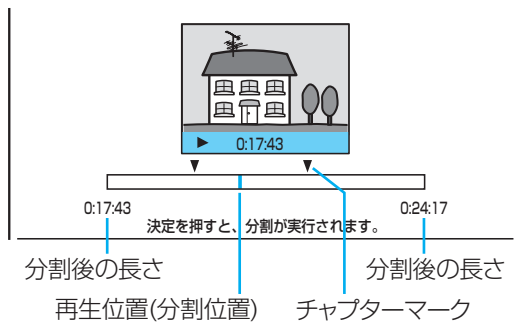 ▶ 0:17:43
0:17:43
0:24:17
決定を押すと、分割が実行されます。
分割後の長さ
分割後の長さ
再生位置(分割位置)
チャプターマーク